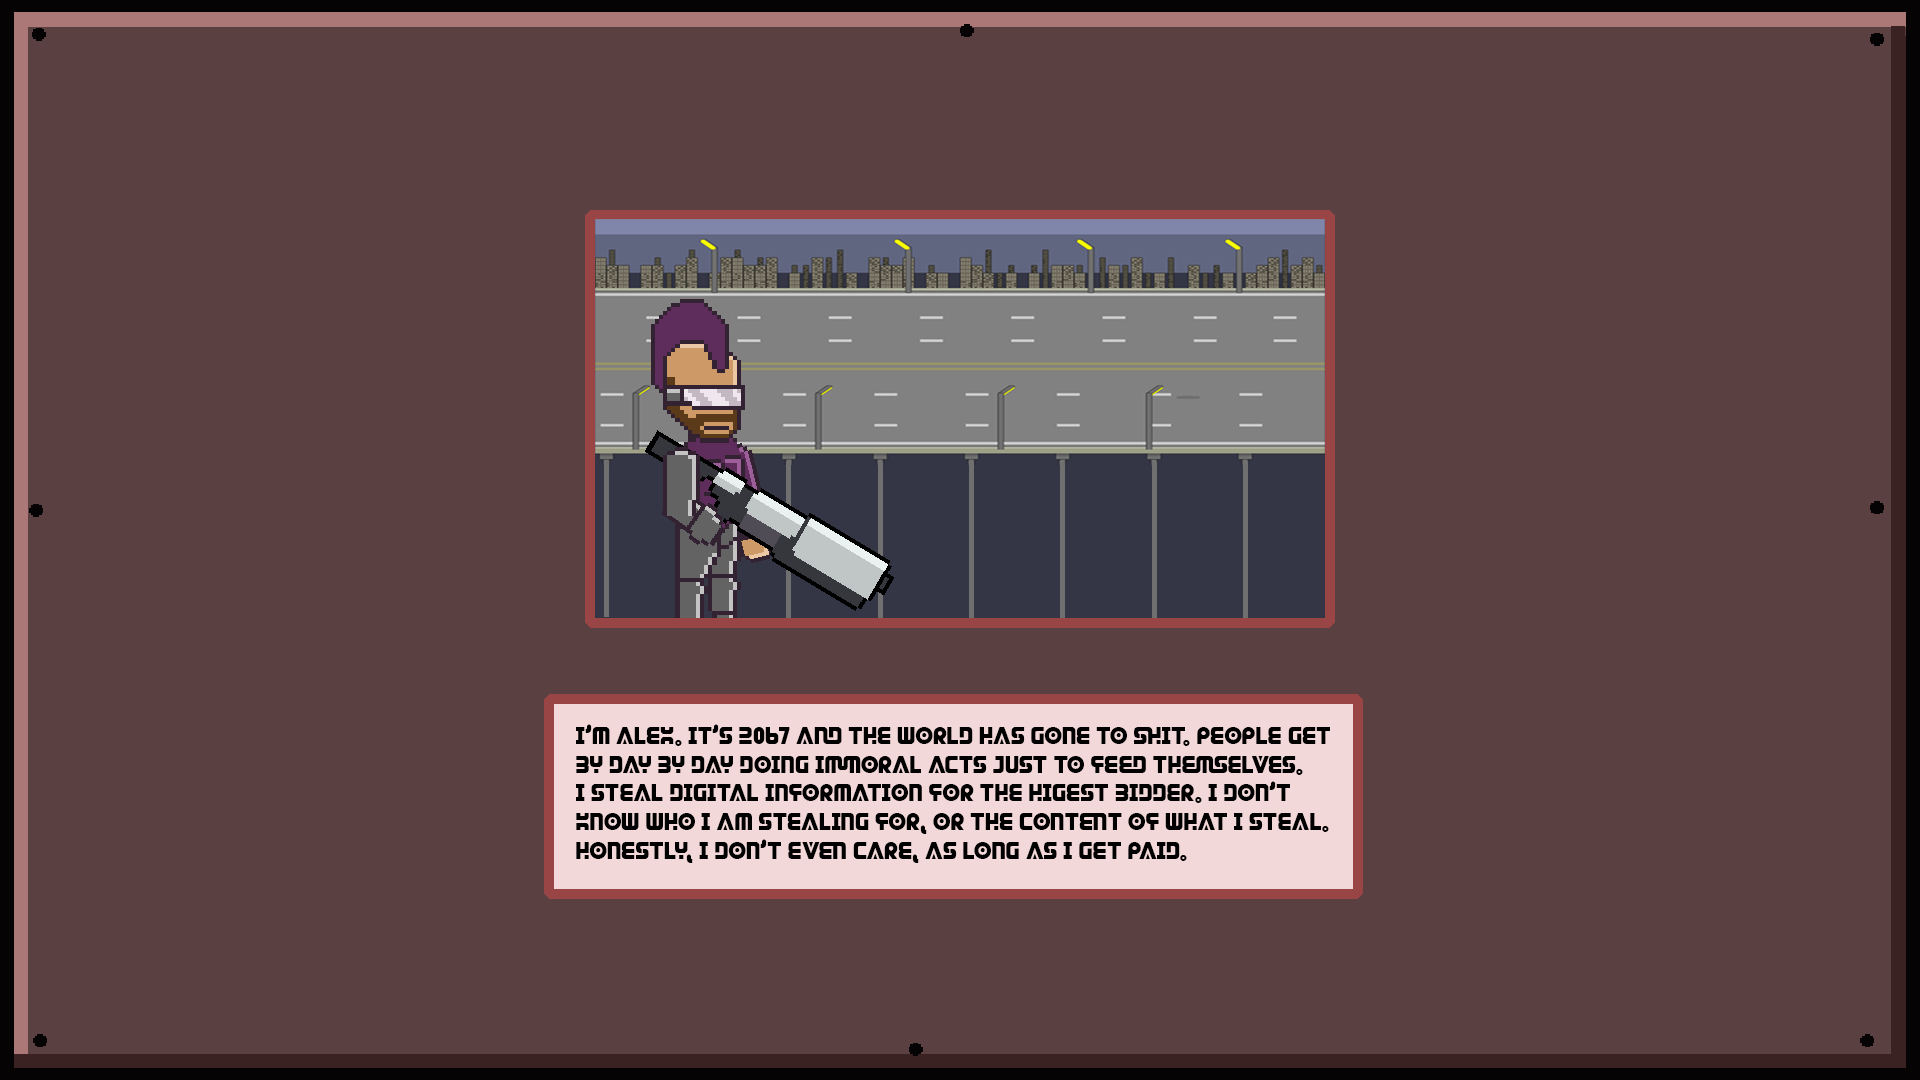 I'M ALEX. IT'S 2067 AND THE WORLD HAS GONE TO SHIT. PEOPLE GET
BY DAY BY DAY DOING IMMORAL ACTS JUST TO FEED THEMSELVES.
I STEAL DIGITAL INFORMATION FOR THE HIGEST BIDDER. I DON'T
KNOW WHO I AM STEALING FOR, OR THE CONTENT OF WHAT I STEAL.
HONESTLY, I DON'T EVEN CARE, AS LONG AS I GET PAID.